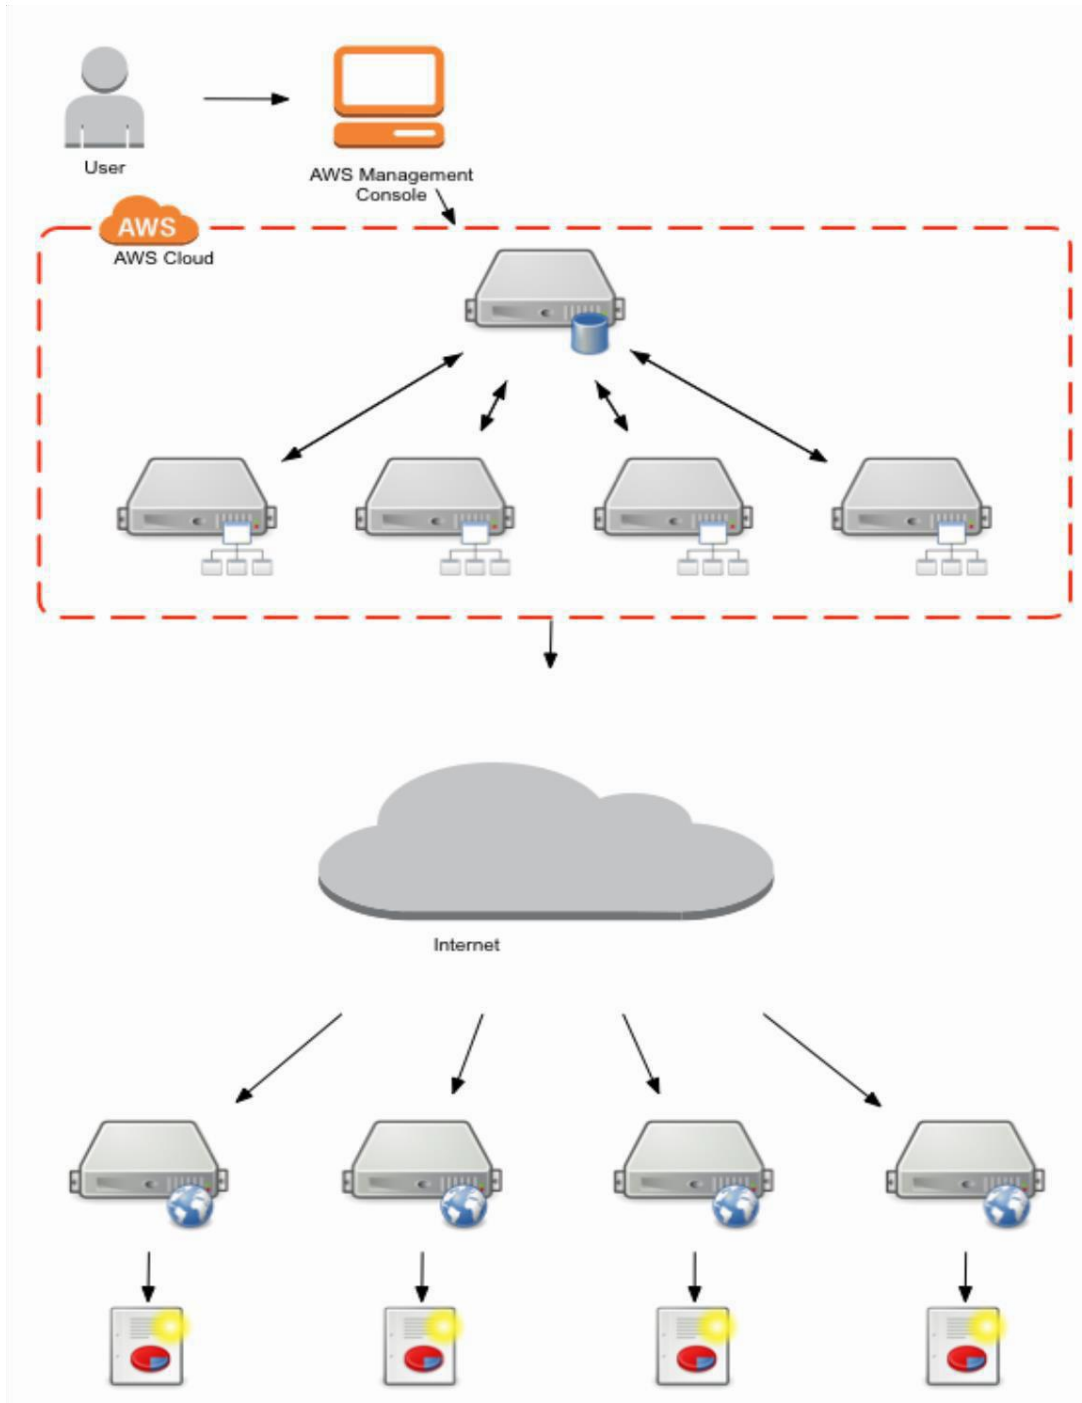 User
AWS Management
Console
AWS
AWS Cloud
Internet